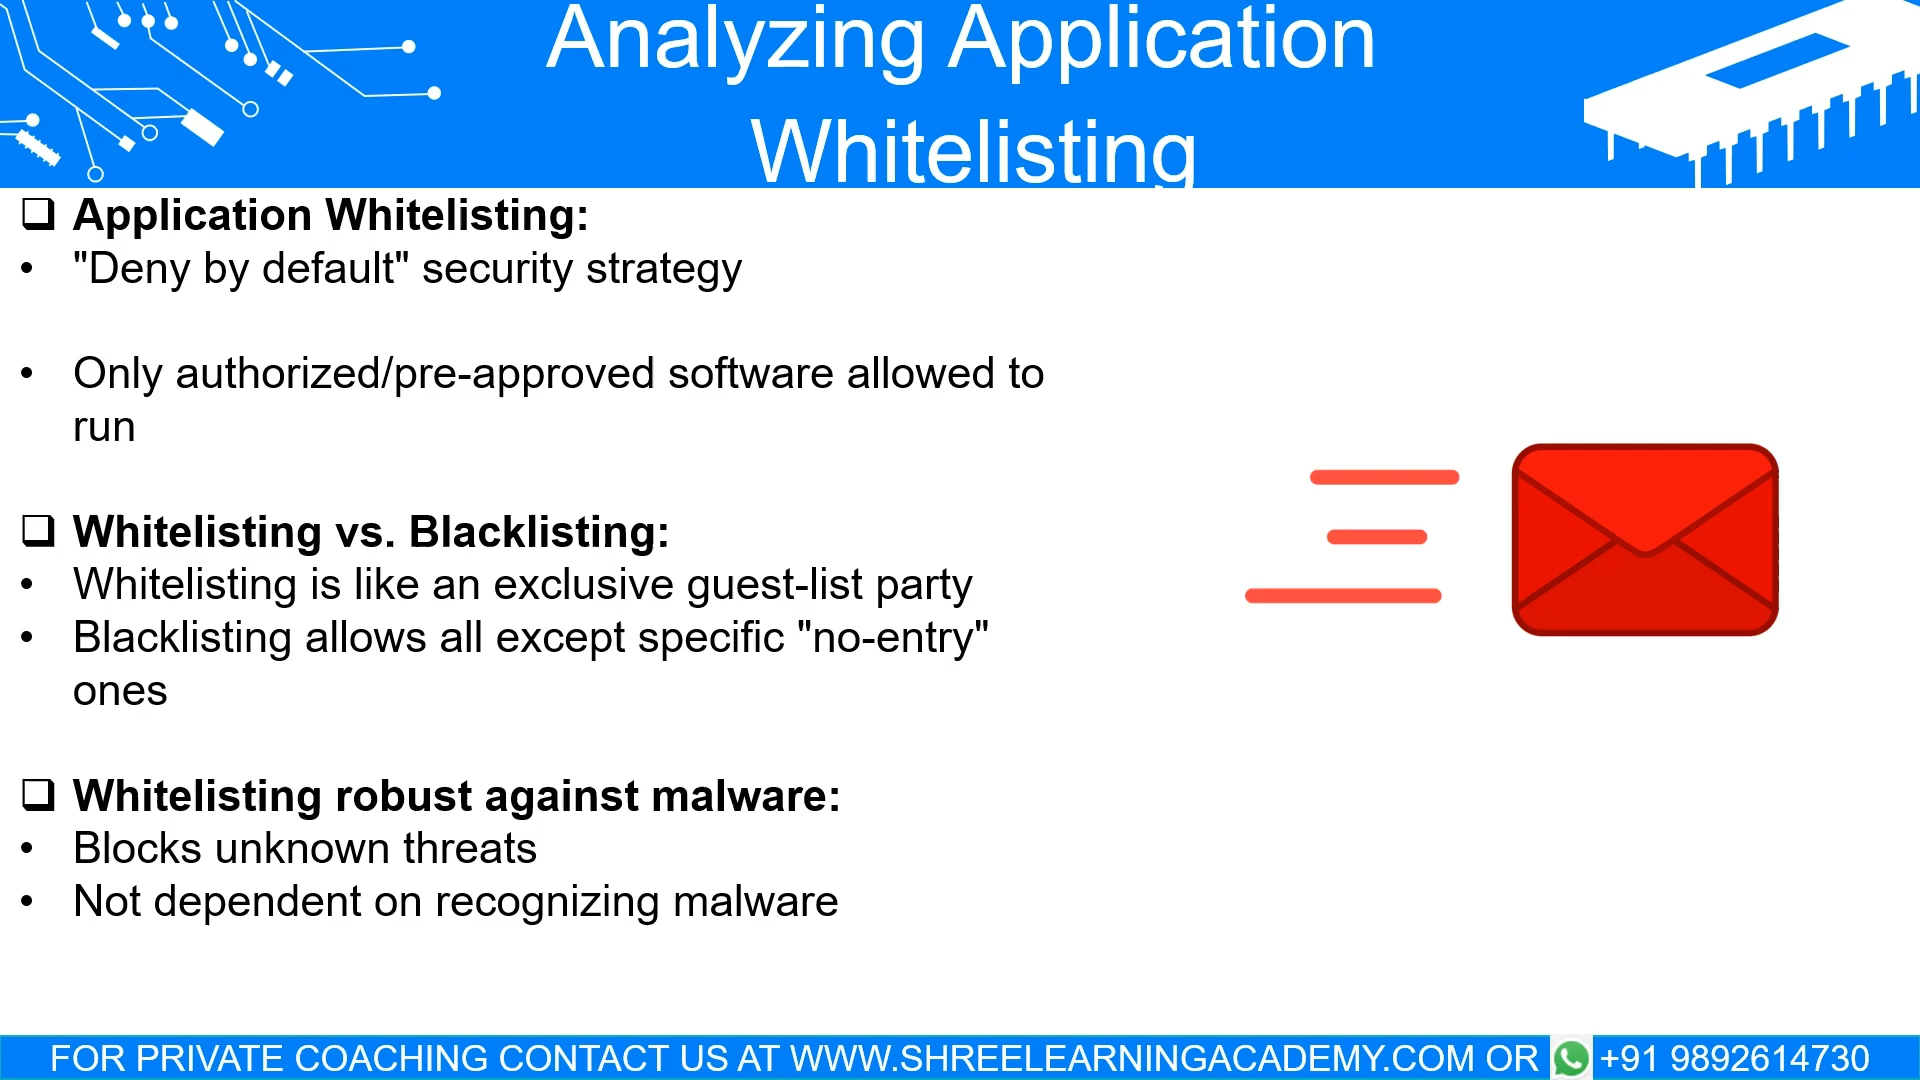 Analyzing Application
Whitelisting
❑ Application Whitelisting:
• "Deny by default" security strategy
• Only authorized/pre-approved software allowed to
run
❑ Whitelisting vs. Blacklisting:
• Whitelisting is like an exclusive guest-list party
• Blacklisting allows all except specific "no-entry"
ones
❑ Whitelisting robust against malware:
• Blocks unknown threats
• Not dependent on recognizing malware
FOR PRIVATE COACHING CONTACT US AT WWW.SHREELEARNINGACADEMY.COM OR +91 9892614730